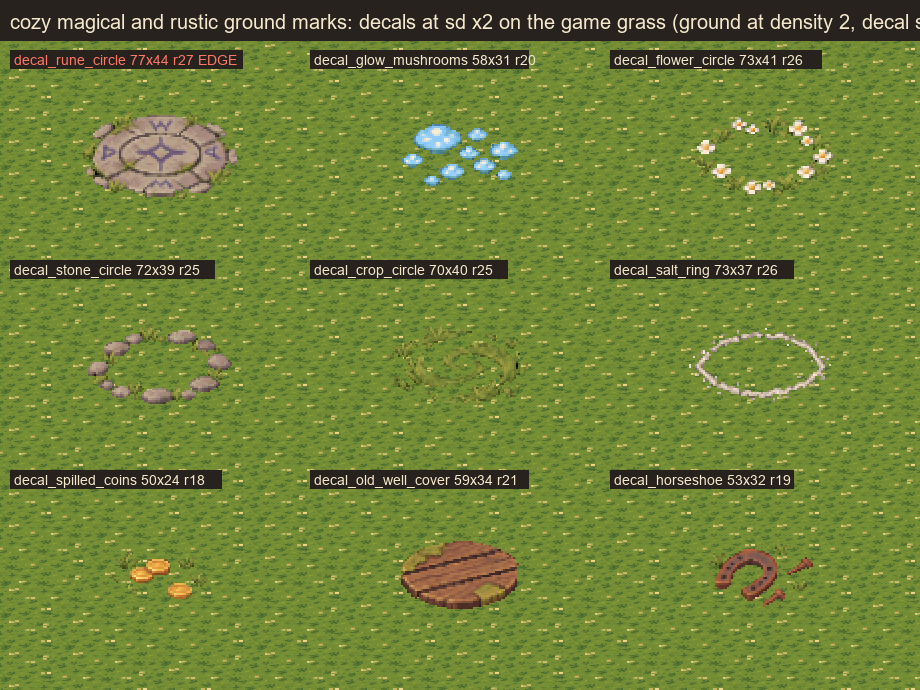 cozy magical and rustic ground marks: decals at sd x2 on the game grass (ground at density 2, decal s
decal_rune_circle 77x44 r27 EDGE
decal_glow_mushrooms 58x31 r20
decal_flower_circle 73x41 r26
decal_stone_circle 72x39 r25
decal_crop_circle 70x40 r25
decal_salt_ring 73x37 r26
decal_spilled_coins 50x24 r18
decal_old_well_cover 59x34 r21
decal_horseshoe 53x32 r19